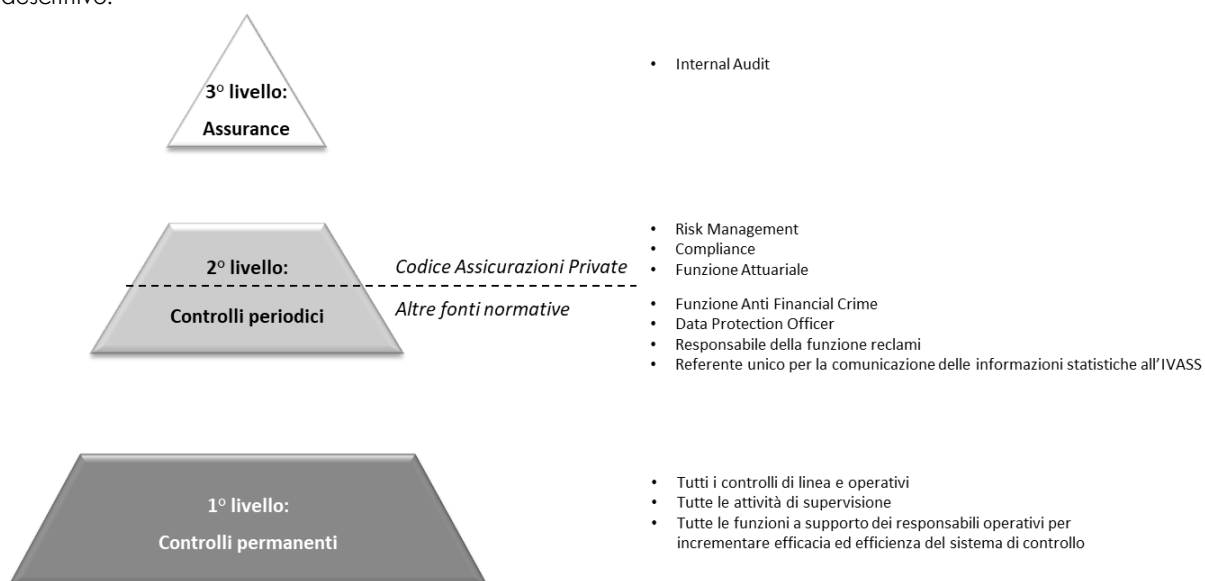 3° livello:
Assurance
• Internal Audit
2° livello:
Controlli periodici
Codice Assicurazioni Private
Altre fonti normative
• Risk Management
• Compliance
• Funzione Attuariale
• Funzione Anti Financial Crime
• Data Protection Officer
• Responsabile della funzione reclami
• Referente unico per la comunicazione delle informazioni statistiche all'IVASS
1° livello:
Controlli permanenti
• Tutti i controlli di linea e operativi
• Tutte le attività di supervisione
• Tutte le funzioni a supporto dei responsabili operativi per
incrementare efficacia ed efficienza del sistema di controllo